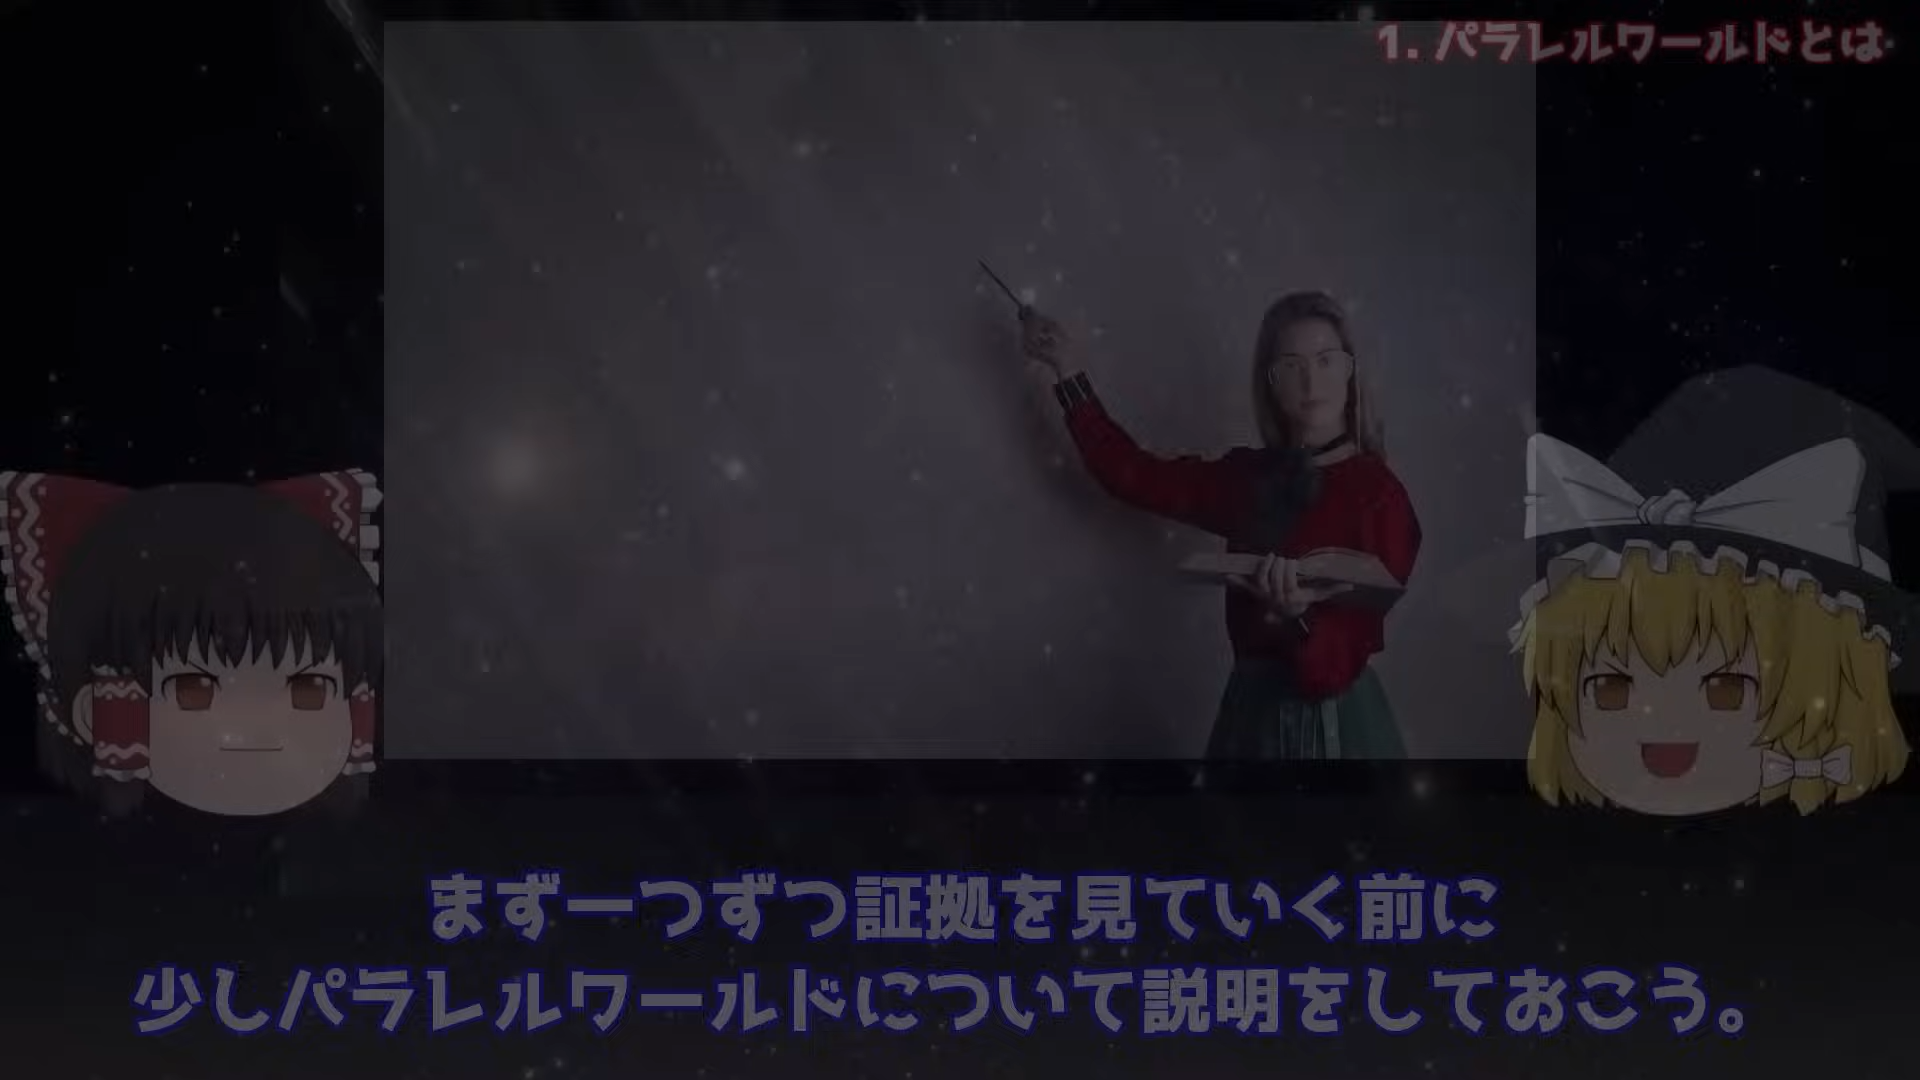 1. パラレルワールドとは
まず一つずつ証拠を見ていく前に
少しパラレルワールドについて説明をしておこう。